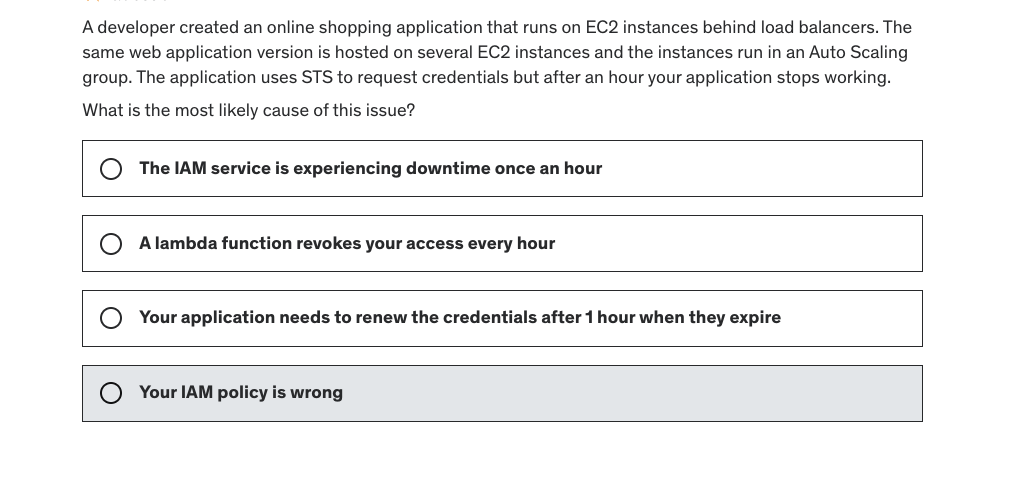 A developer created an online shopping application that runs on EC2 instances behind load balancers. The
same web application version is hosted on several EC2 instances and the instances run in an Auto Scaling
group. The application uses STS to request credentials but after an hour your application stops working.
What is the most likely cause of this issue?
The IAM service is experiencing downtime once an hour
A lambda function revokes your access every hour
Your application needs to renew the credentials after 1 hour when they expire
Your IAM policy is wrong